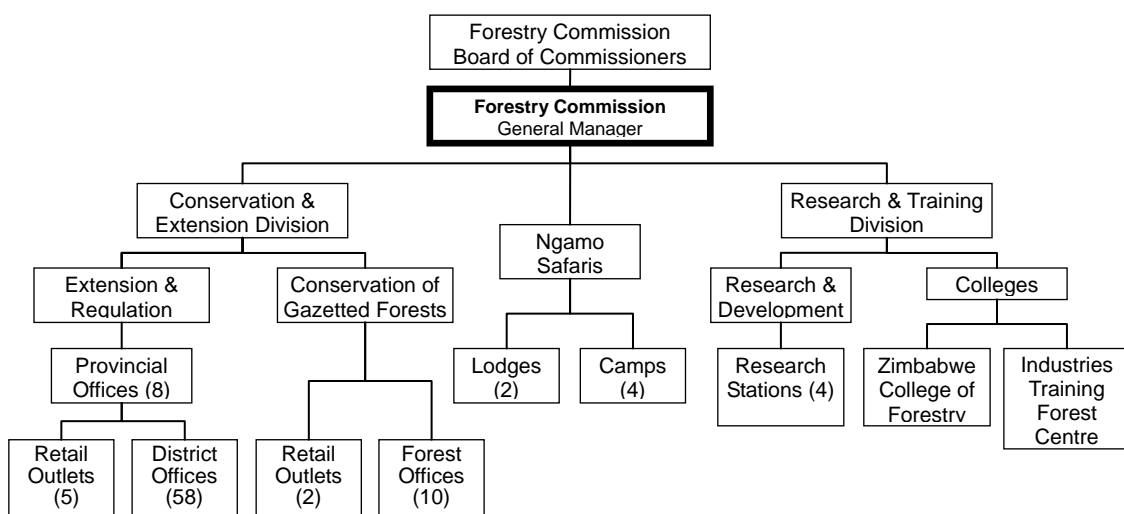 Forestry Commission
Board of Commissioners
Forestry Commission
General Manager
Conservation &
Extension Division
Ngamo
Safaris
Research & Training
Division
Extension &
Regulation
Conservation of
Gazetted Forests
Research &
Development
Colleges
Provincial
Offices (8)
Lodges
(2)
Camps
(4)
Research
Stations (4)
Zimbabwe
College of
Forestry
Industries
Training
Forest
Centre
Retail
Outlets
(5)
District
Offices
(58)
Retail
Outlets
(2)
Forest
Offices
(10)